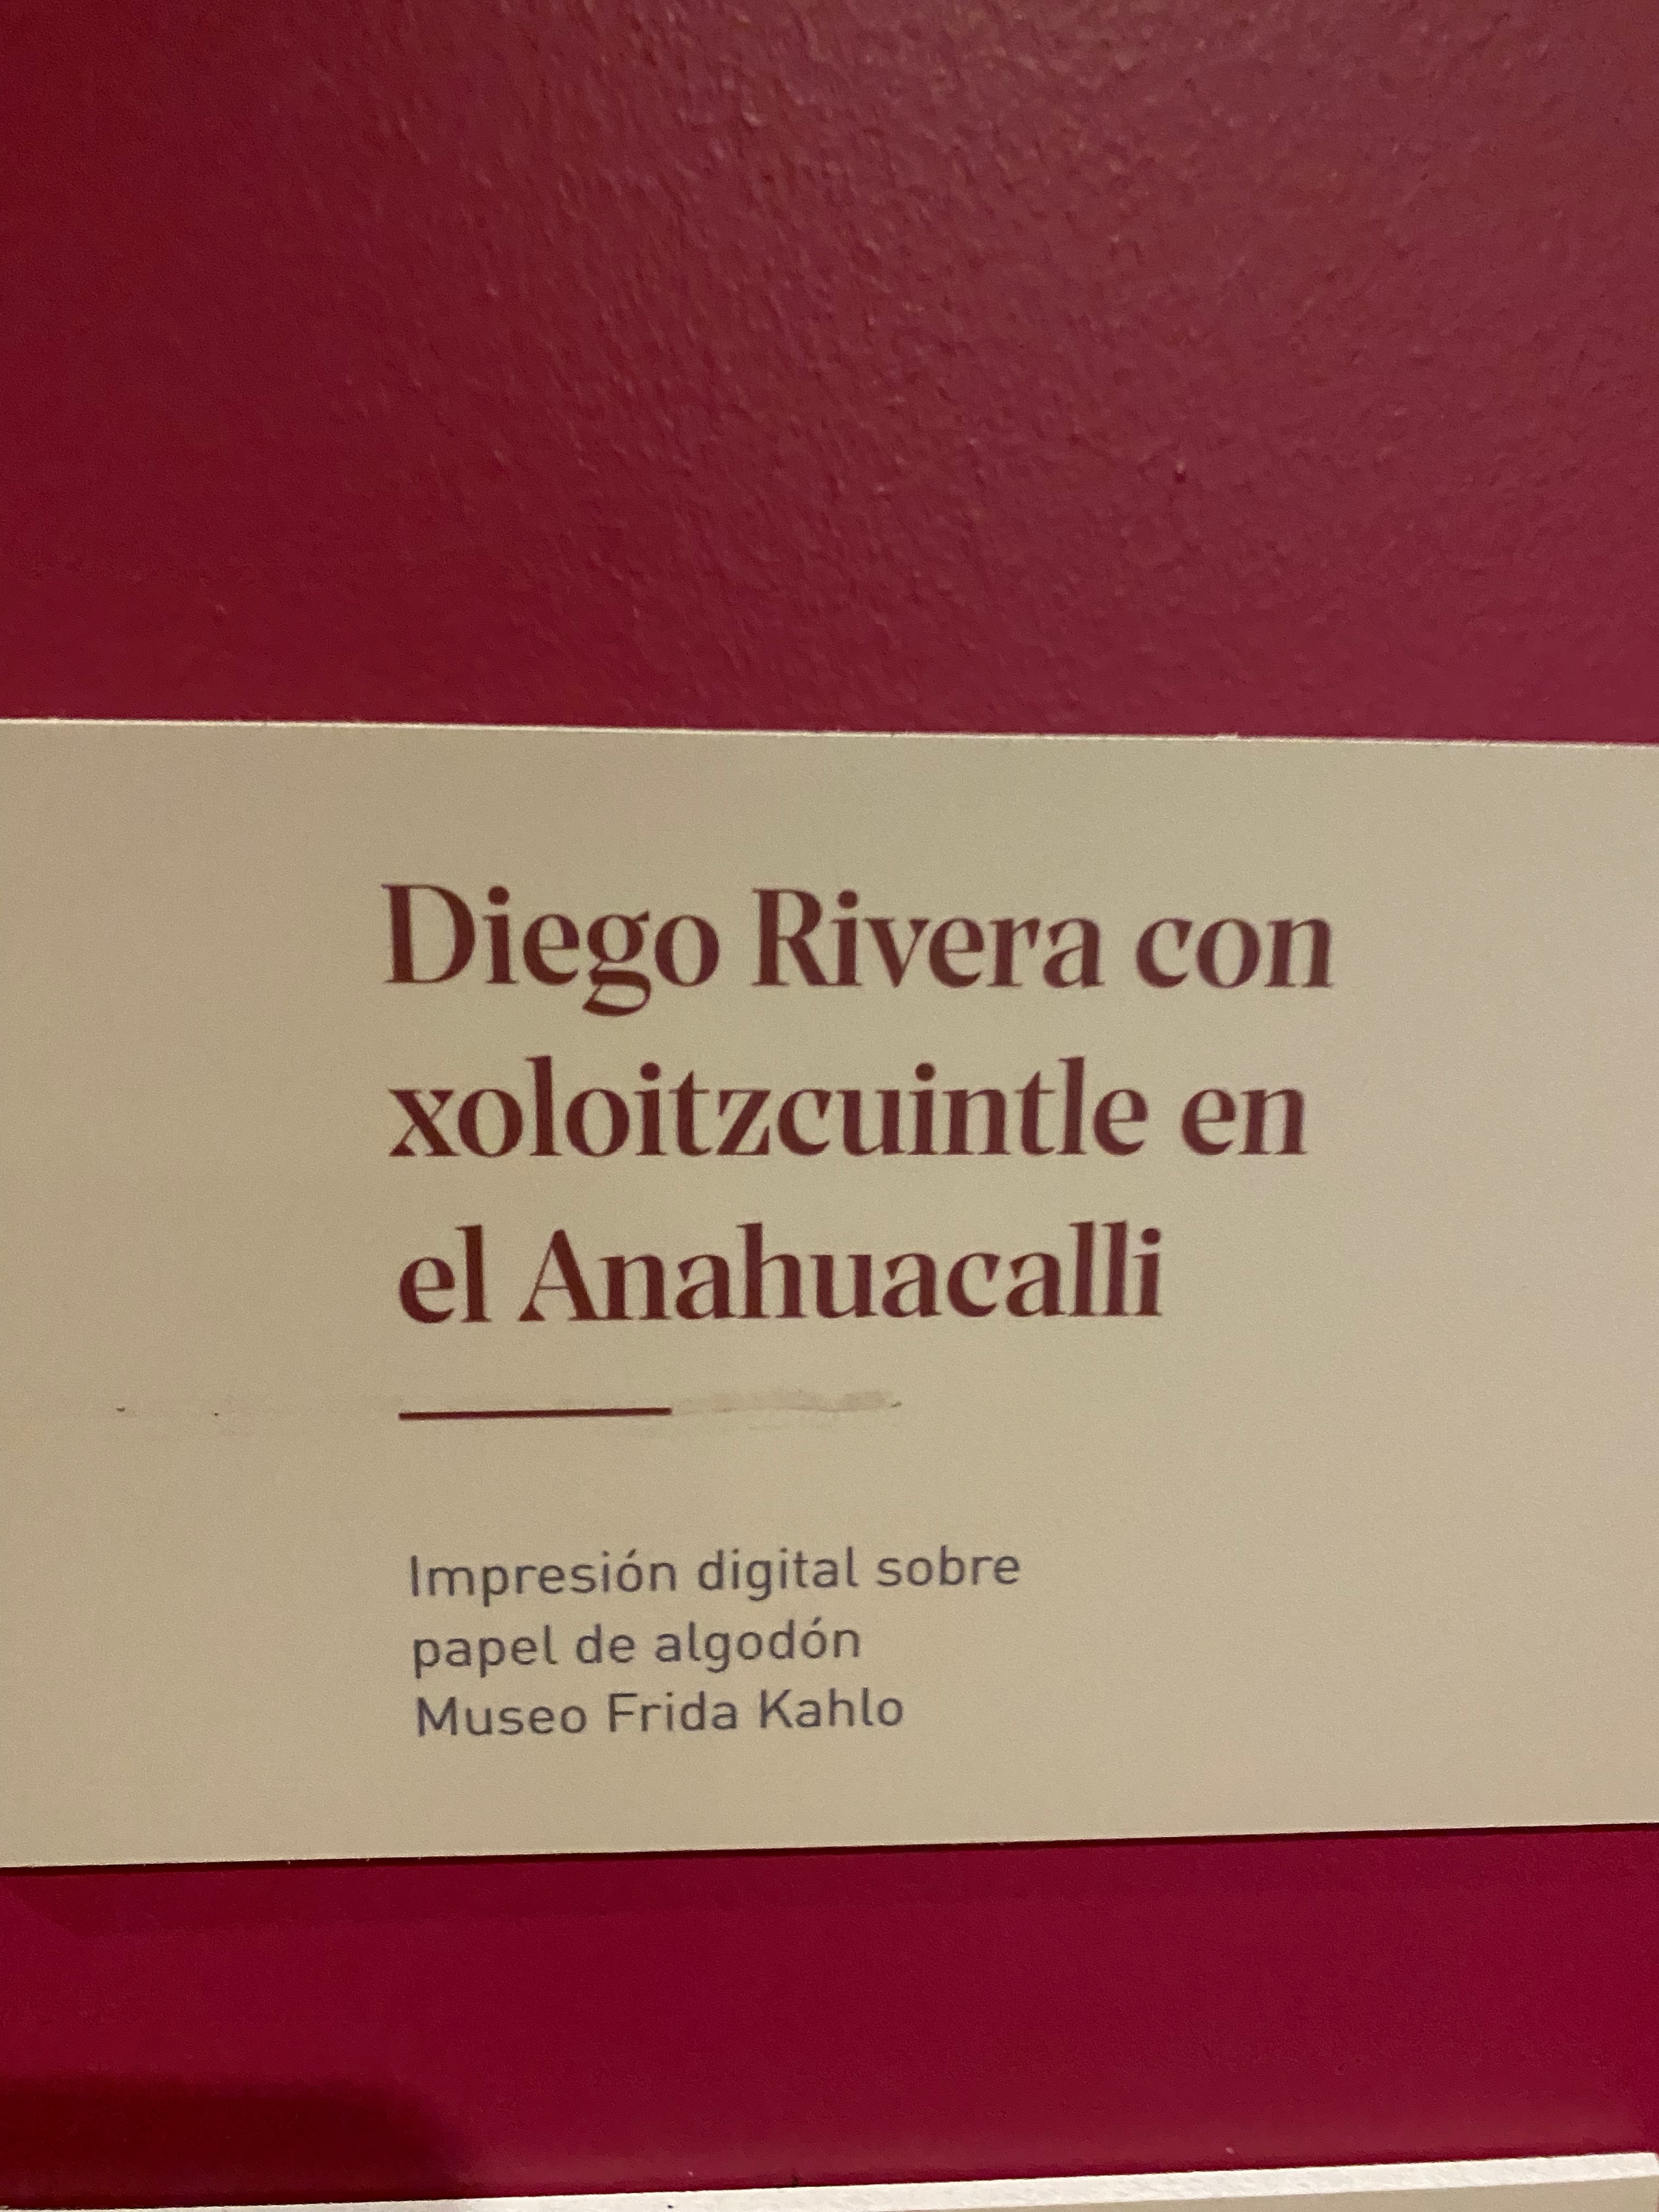 Diego Rivera con
xoloitzcuintle en
el Anahuacalli
Impresión digital sobre
papel de algodón
Museo Frida Kahlo